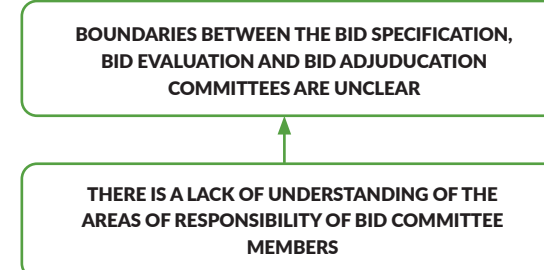 BOUNDARIES BETWEEN THE BID SPECIFICATION,
BID EVALUATION AND BID ADJUDUCATION
COMMITTEES ARE UNCLEAR
THERE IS A LACK OF UNDERSTANDING OF THE
AREAS OF RESPONSIBILITY OF BID COMMITTEE
MEMBERS